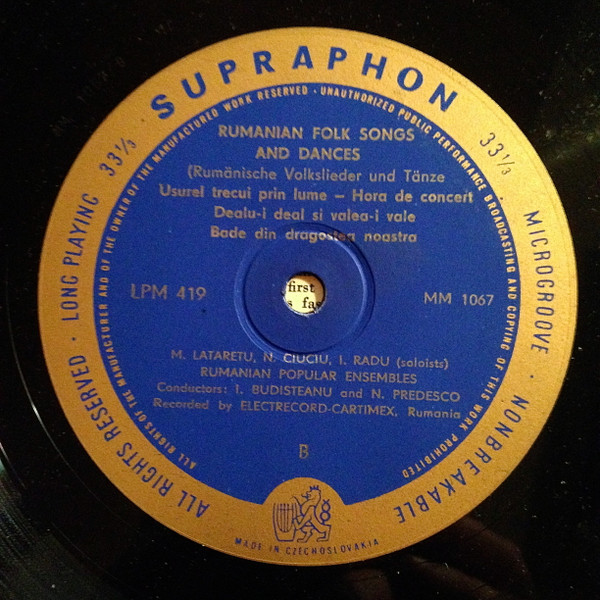 SUPRAPHON
33⅓
33⅓
LONG PLAYING
MICROGROOVE
ALL RIGHTS RESERVED
NONBREAKABLE
ALL RIGHTS OF THE MANUFACTURER AND OF THE OWNER OF THE MANUFACTURED WORK RESERVED · UNAUTHORIZED PUBLIC PERFORMANCE BROADCASTING AND COPYING OF THIS WORK PROHIBITED
RUMANIAN FOLK SONGS
AND DANCES
(Rumänische Volkslieder und Tänze
Usurel trecui prin lume – Hora de concert
Dealu-i deal si valea-i vale
Bade din dragostea noastra
LPM 419
first
s fas
MM 1067
M. LATARETU, N. CIUCIU, I. RADU (soloists)
RUMANIAN POPULAR ENSEMBLES
Conductors: I. BUDISTEANU and N. PREDESCO
Recorded by ELECTRECORD-CARTIMEX, Rumania
B
MADE IN CZECHOSLOVAKIA